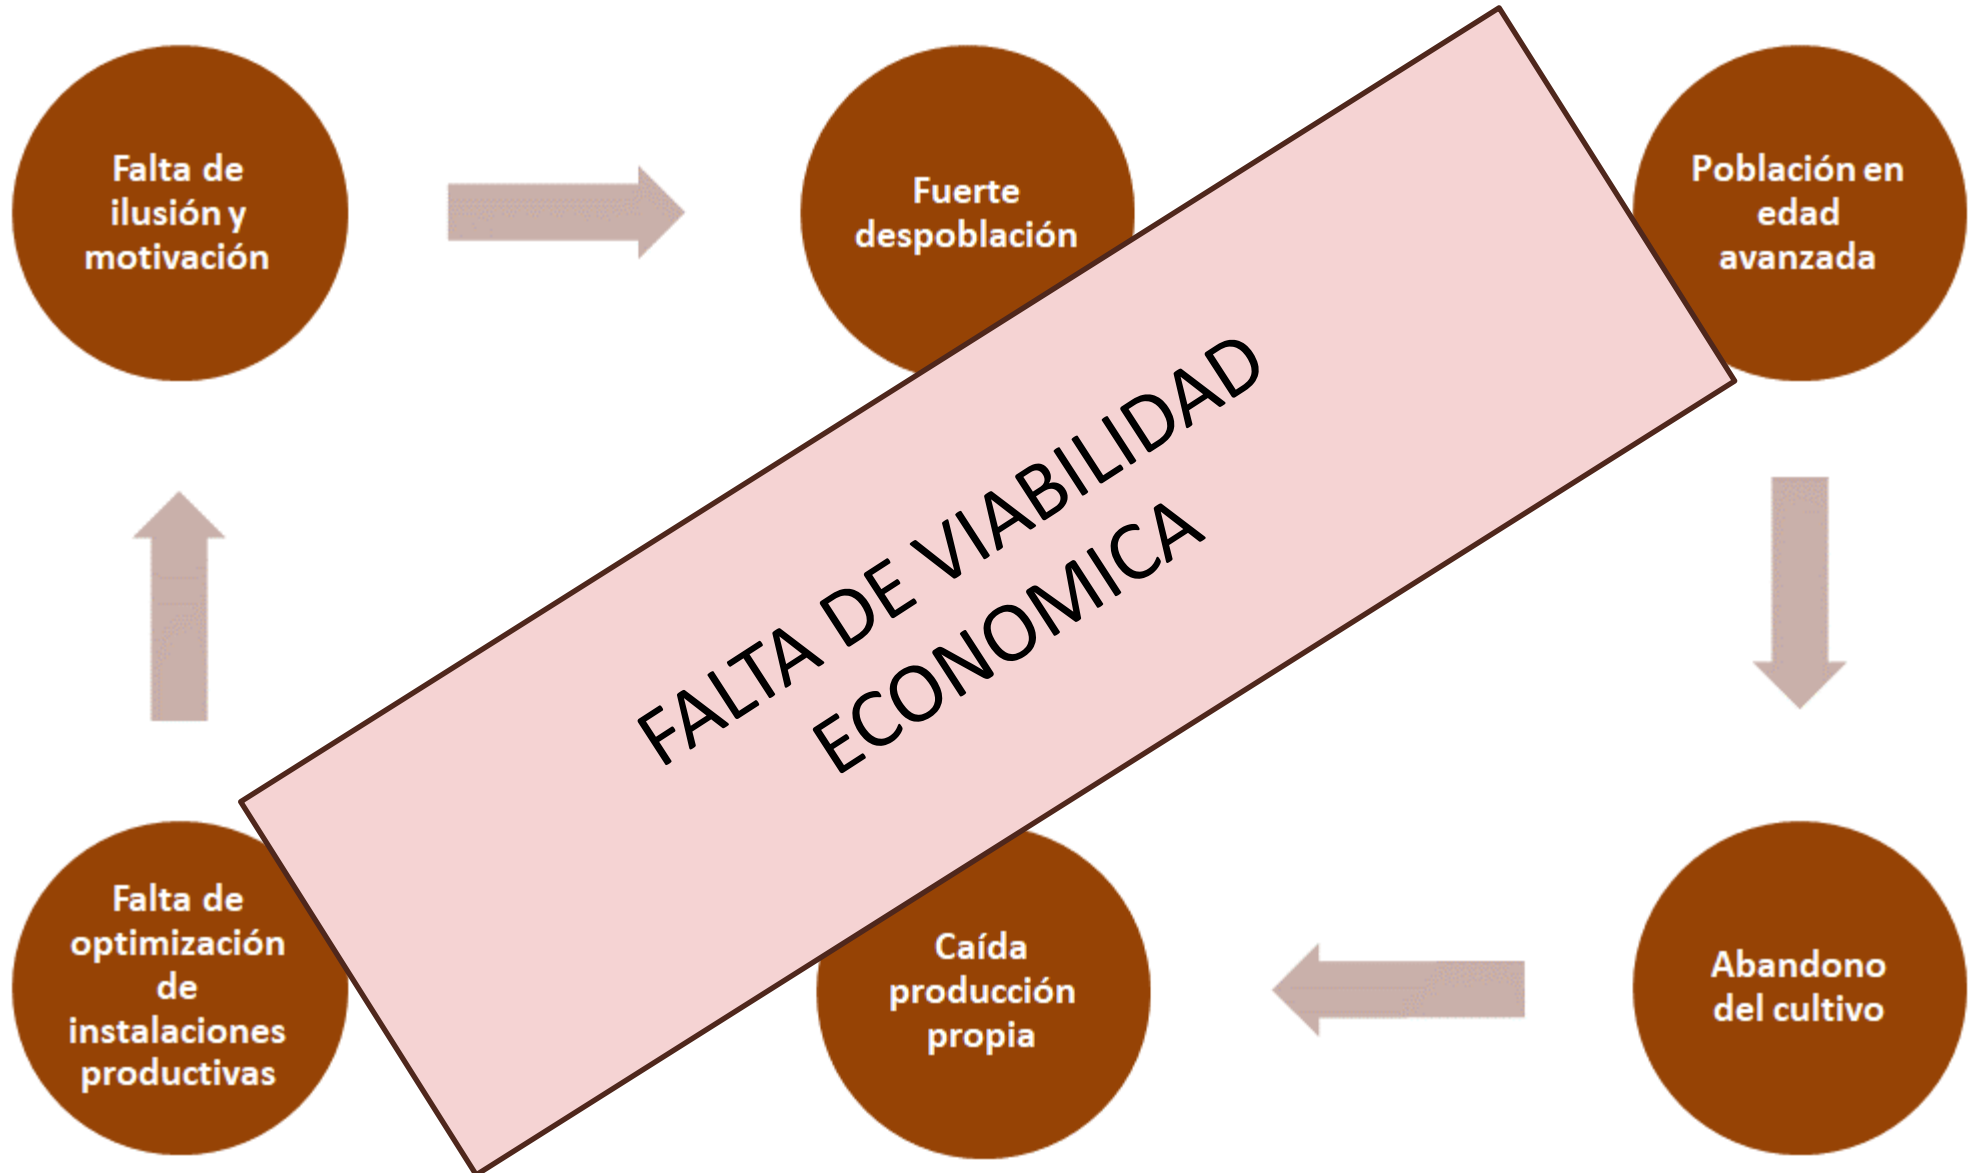 Falta de
ilusión y
motivación
Fuerte
despoblación
Población en
edad
avanzada
FALTA DE VIABILIDAD
ECONOMICA
Falta de
optimización
de
instalaciones
productivas
Caída
producción
propia
Abandono
del cultivo